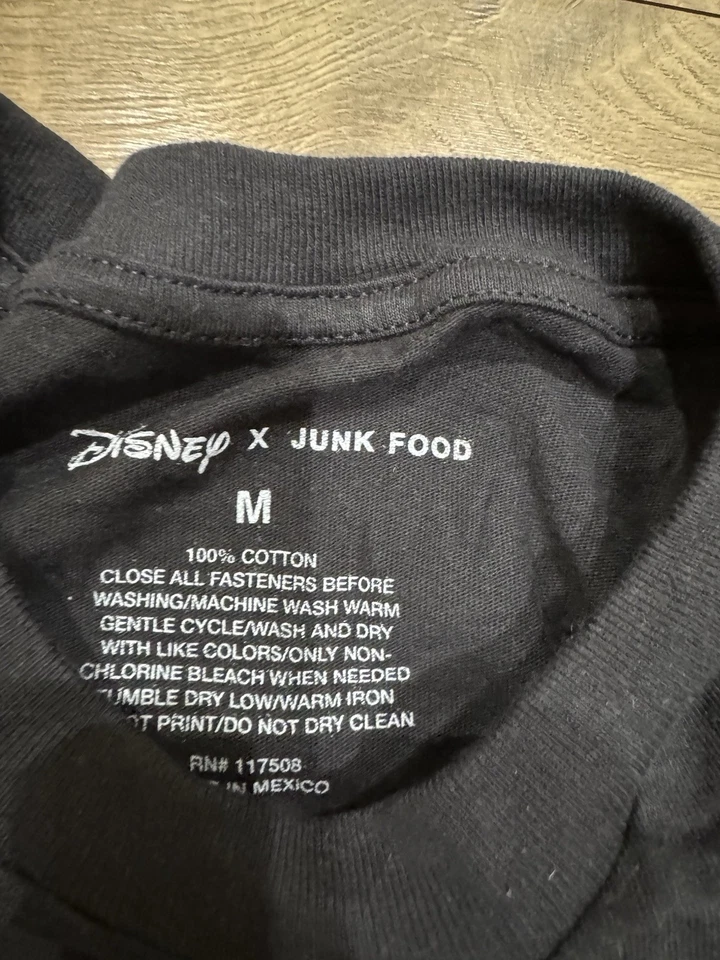 DISNEY X JUNK FOOD
M
100% COTTON
CLOSE ALL FASTENERS BEFORE
WASHING/MACHINE WASH WARM
GENTLE CYCLE/WASH AND DRY
WITH LIKE COLORS/ONLY NON-
CHLORINE BLEACH WHEN NEEDED
TUMBLE DRY LOW/WARM IRON
PRINT/DO NOT DRY CLEAN
RN# 117508
IN MEXICO